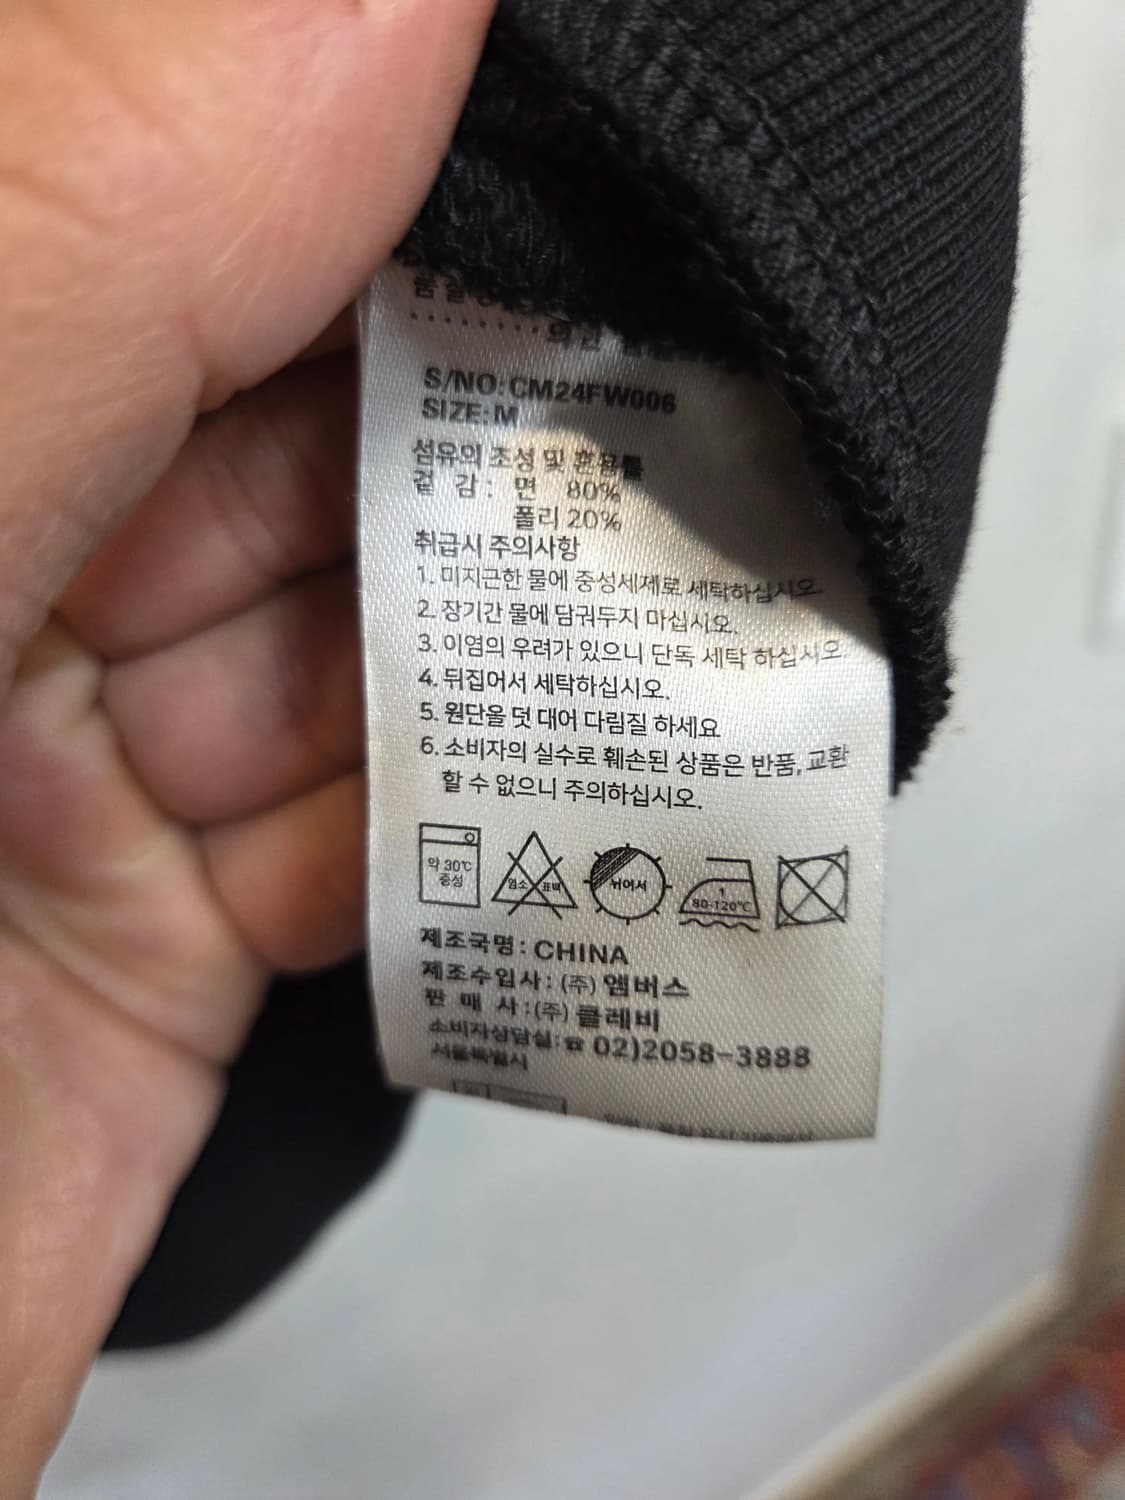 S/NO: CM24FW006
SIZE: M
섬유의 조성 및 혼용률
겉 감 : 면 80%
폴리 20%
취급시 주의사항
1. 미지근한 물에 중성세제로 세탁하십시오.
2. 장기간 물에 담궈두지 마십시오.
3. 이염의 우려가 있으니 단독 세탁 하십시오
4. 뒤집어서 세탁하십시오.
5. 원단을 덧 대어 다림질 하세요
6. 소비자의 실수로 훼손된 상품은 반품, 교환
할 수 없으니 주의하십시오.
약 30℃
중성
염소 표백
뉘어서
1
80-120℃
제조국명 : CHINA
제조수입사 : (주) 엠버스
판 매 사 : (주) 클레비
소비자상담실: ☎ 02)2058-3888
서울특별시